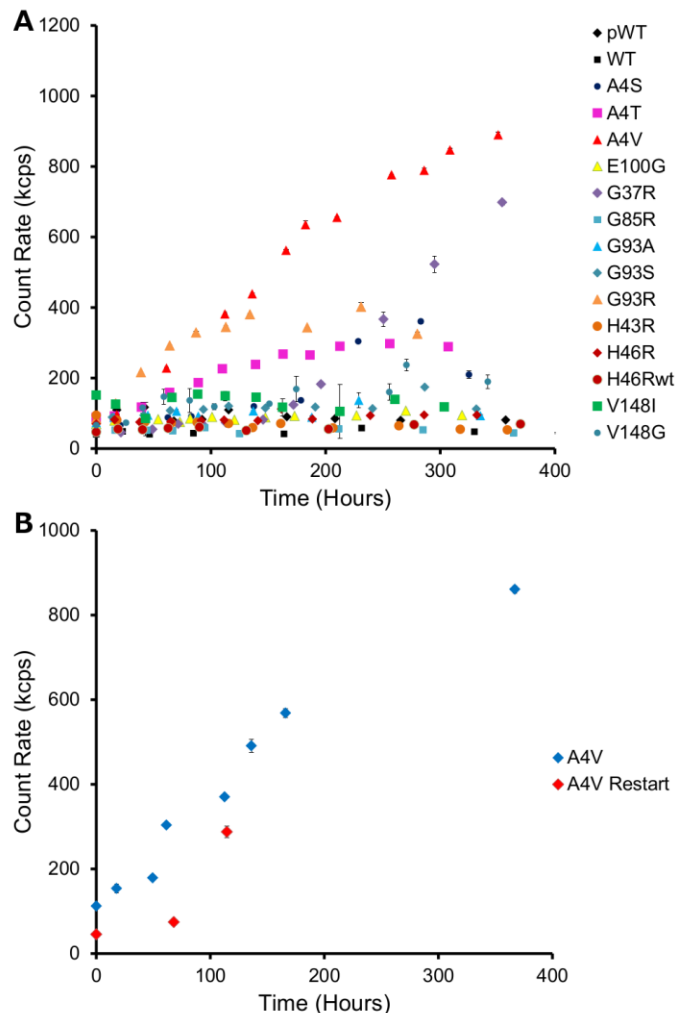 A
1200
1000
800
600
400
200
0
Count Rate (kcps)
0 100 200 300 400
Time (Hours)
pWT
WT
A4S
A4T
A4V
E100G
G37R
G85R
G93A
G93S
G93R
H43R
H46R
H46Rwt
V148I
V148G
B
1000
800
600
400
200
0
Count Rate (kcps)
0 100 200 300 400
Time (Hours)
A4V
A4V Restart